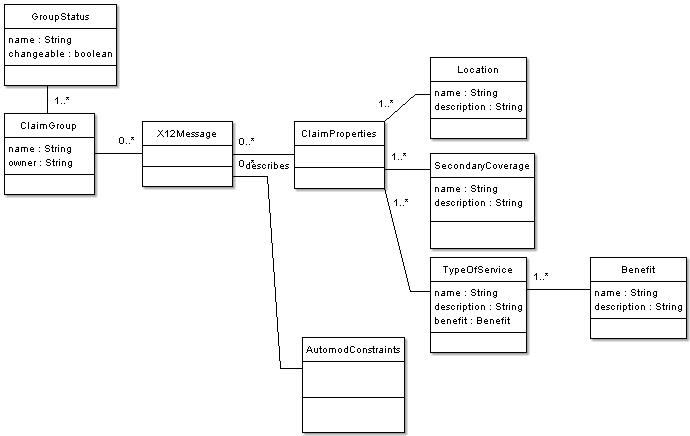 GroupStatus
name : String
changeable : boolean
1..*
ClaimGroup
name : String
owner : String
0..*
X12Message
0..*
0..*
describes
ClaimProperties
1..*
Location
name : String
description : String
1..*
SecondaryCoverage
name : String
description : String
1..*
TypeOfService
name : String
description : String
benefit : Benefit
1..*
Benefit
name : String
description : String
AutomodConstraints